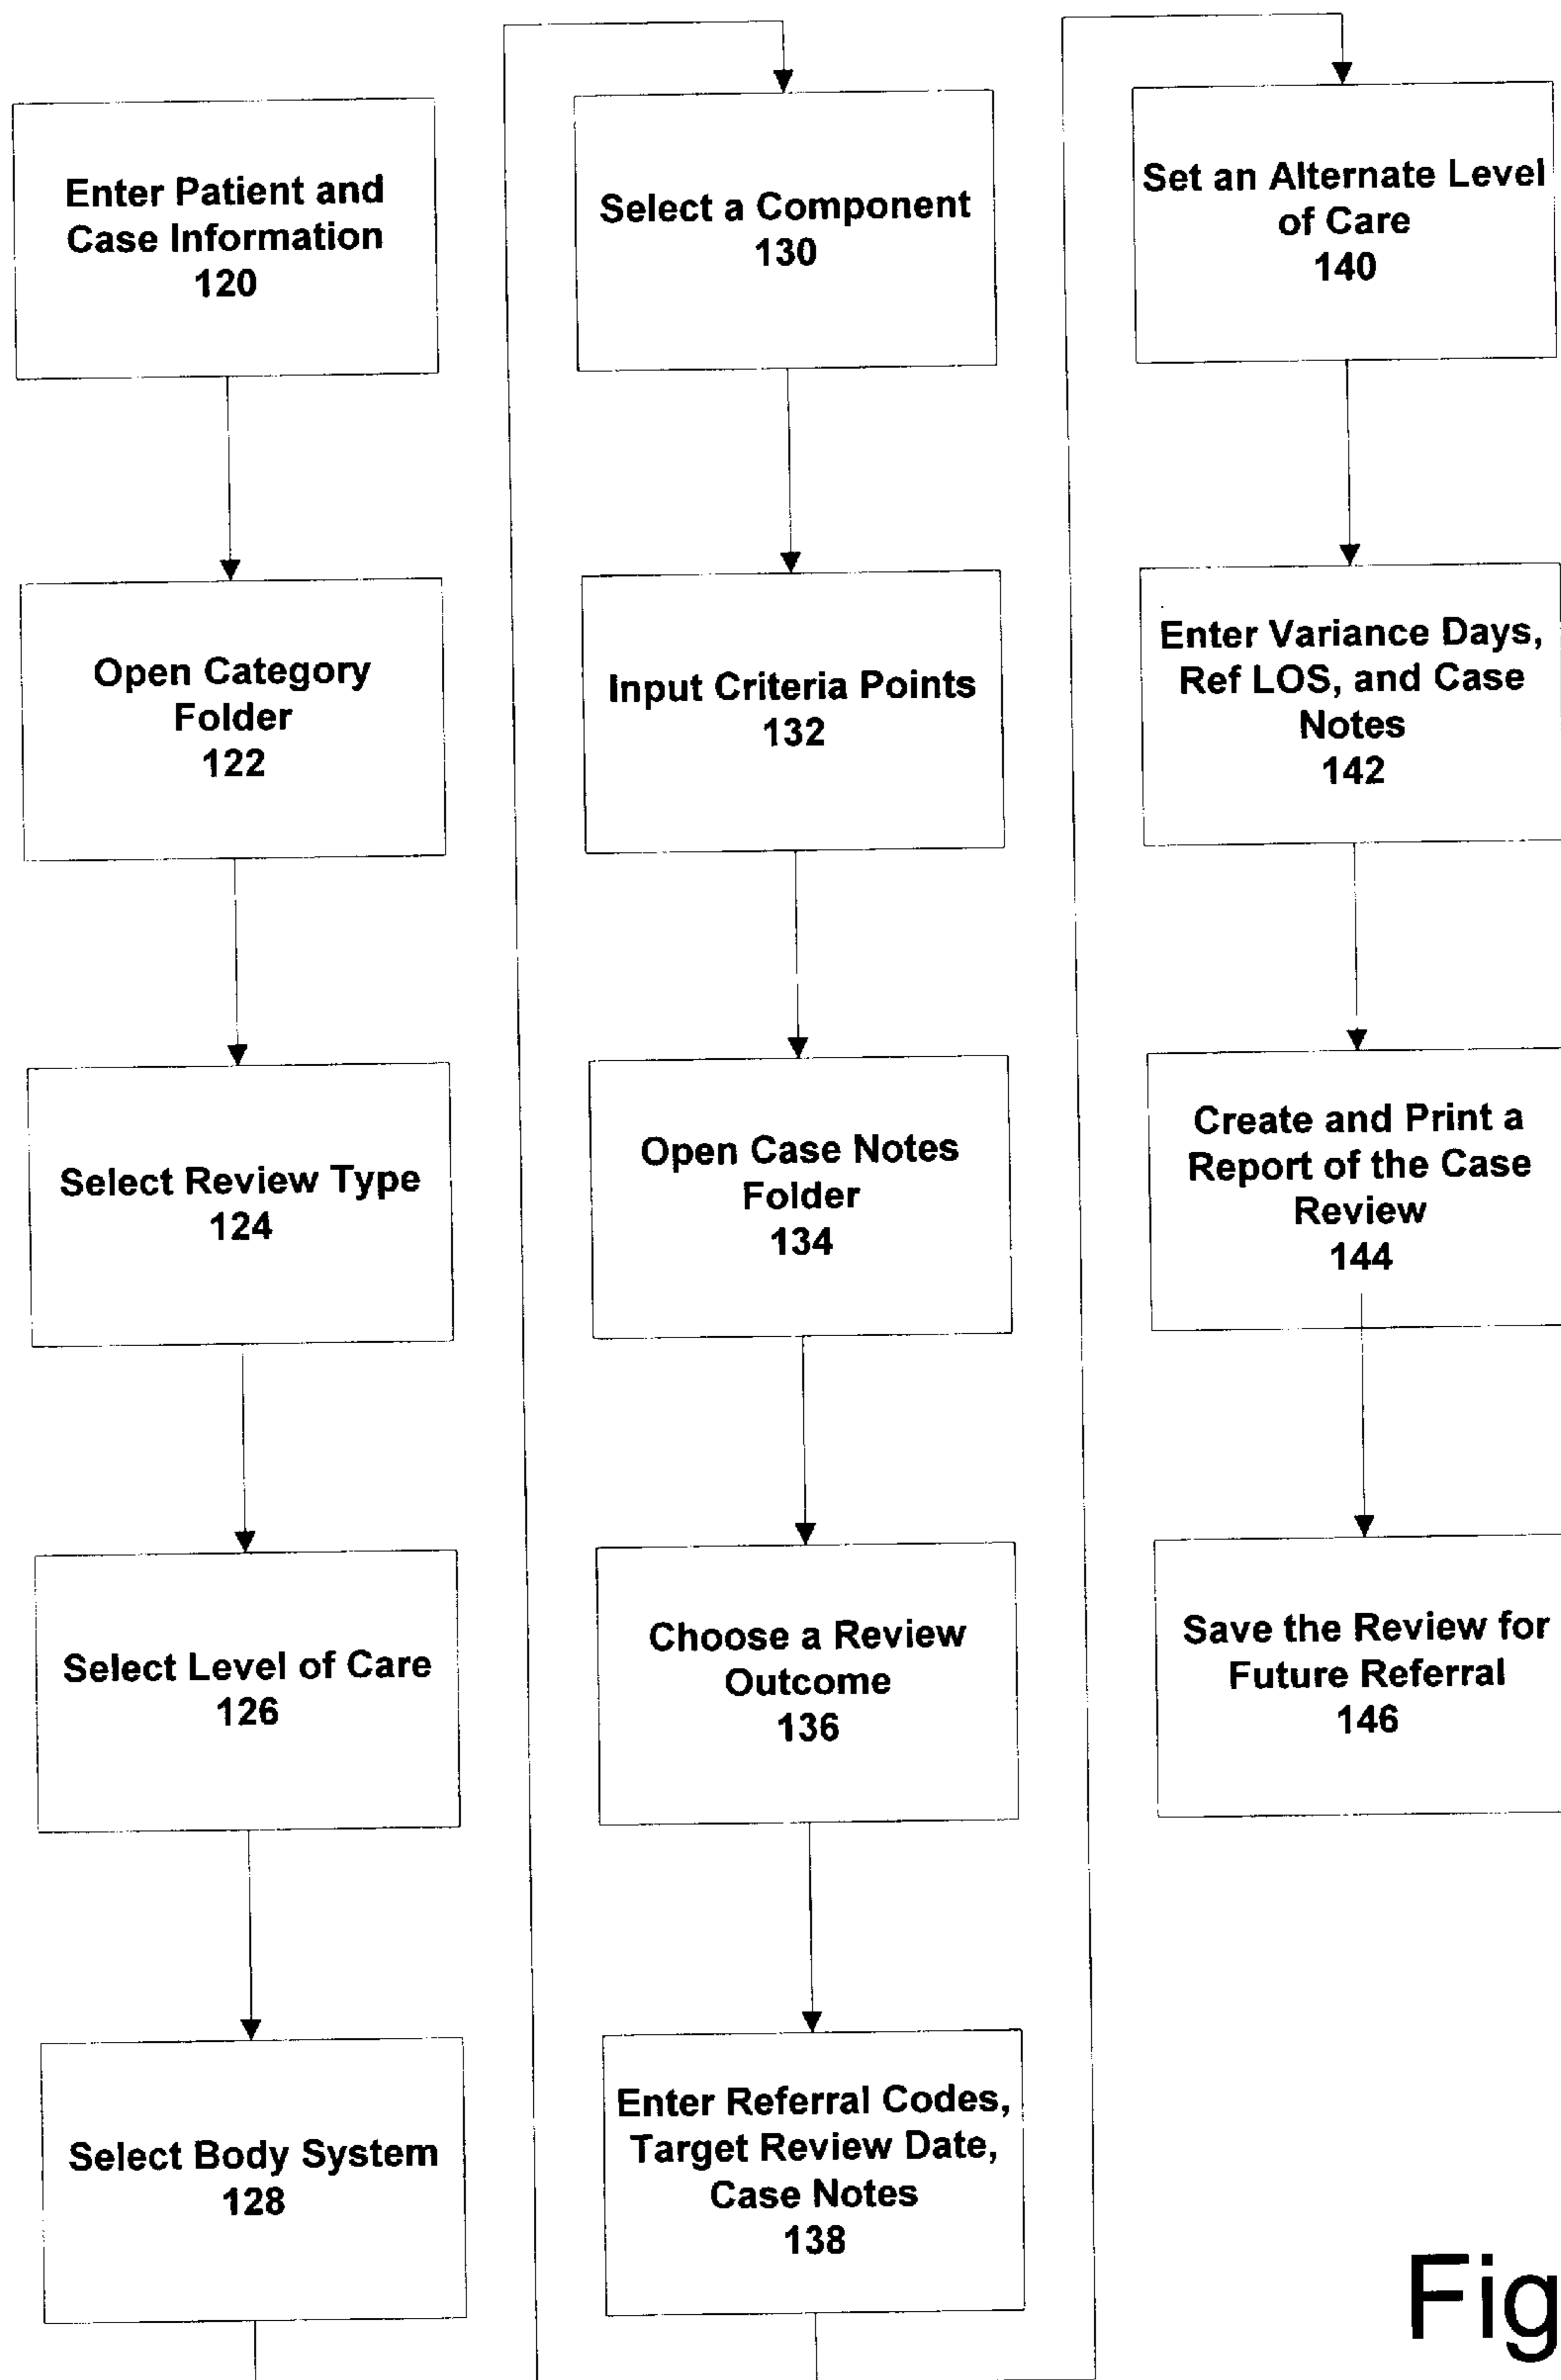 Enter Patient and
Case Information
120
Open Category
Folder
122
Select Review Type
124
Select Level of Care
126
Select Body System
128
Select a Component
130
Input Criteria Points
132
Open Case Notes
Folder
134
Choose a Review
Outcome
136
Enter Referral Codes,
Target Review Date,
Case Notes
138
Set an Alternate Level
of Care
140
Enter Variance Days,
Ref LOS, and Case
Notes
142
Create and Print a
Report of the Case
Review
144
Save the Review for
Future Referral
146
Fig